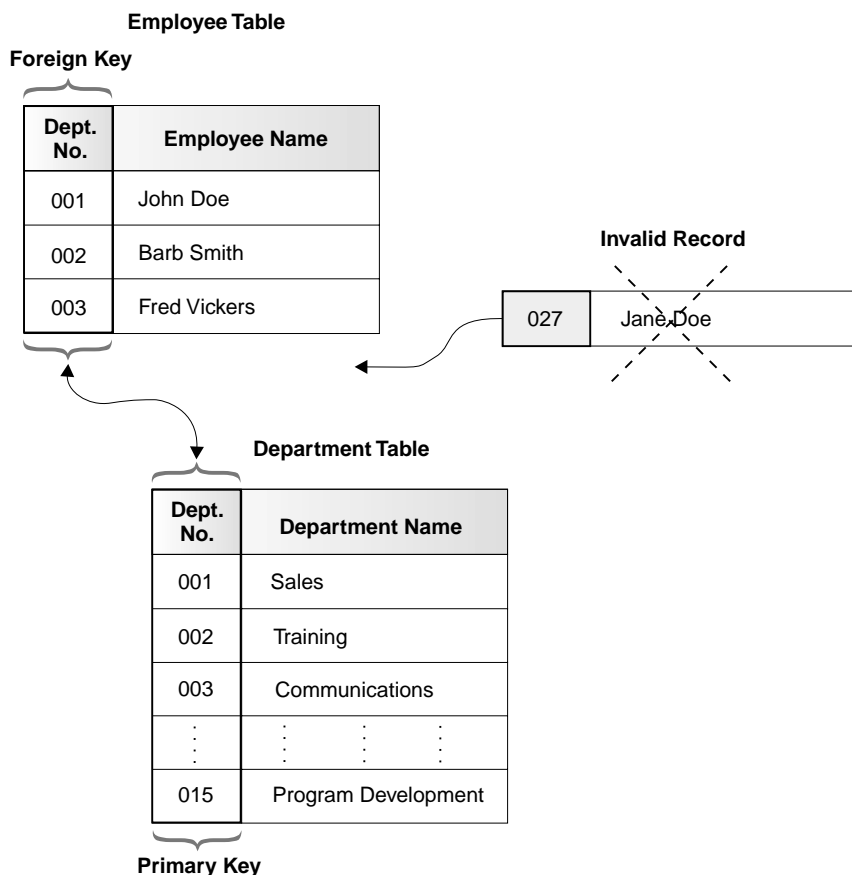 Employee Table
Foreign Key
Dept. No.
Employee Name
001 John Doe
002 Barb Smith
003 Fred Vickers
Invalid Record
027 Jane Doe
Department Table
Dept. No.
Department Name
001 Sales
002 Training
003 Communications
015 Program Development
Primary Key